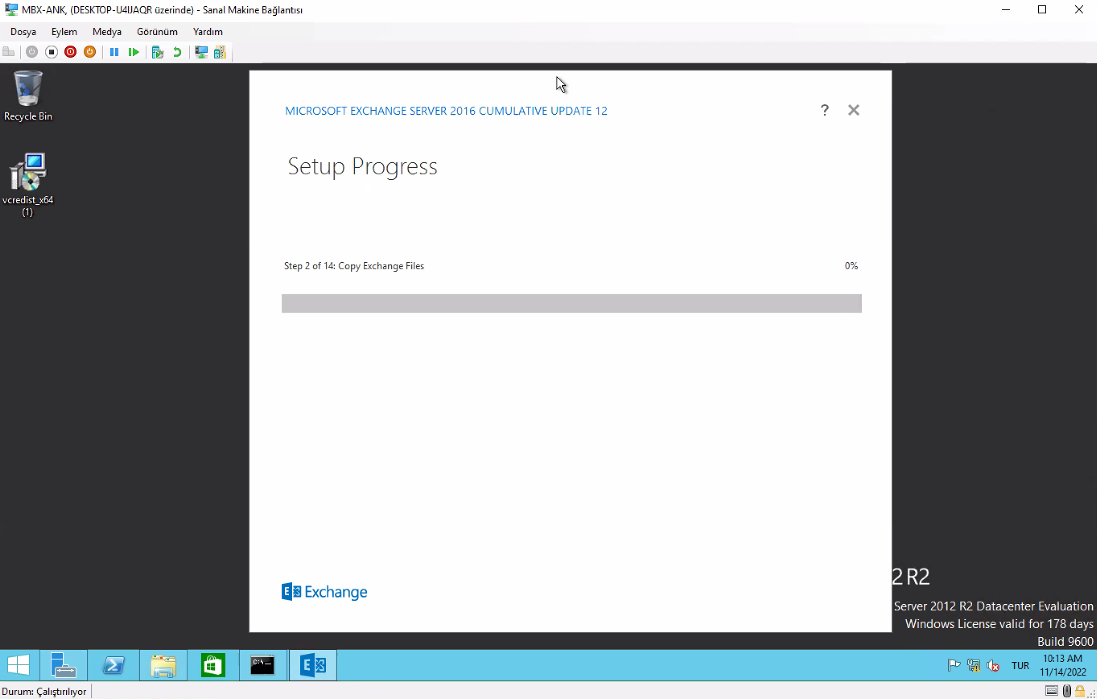 MBX-ANK, (DESKTOP-U4IJAQR üzerinde) - Sanal Makine Bağlantısı
Dosya Eylem Medya Görünüm Yardım
Recycle Bin
vcredist_x64
(1)
MICROSOFT EXCHANGE SERVER 2016 CUMULATIVE UPDATE 12
?
Setup Progress
Step 2 of 14: Copy Exchange Files 0%
Exchange
2 R2
Server 2012 R2 Datacenter Evaluation
Windows License valid for 178 days
Build 9600
TUR
10:13 AM
11/14/2022
Durum: Çalıştırılıyor